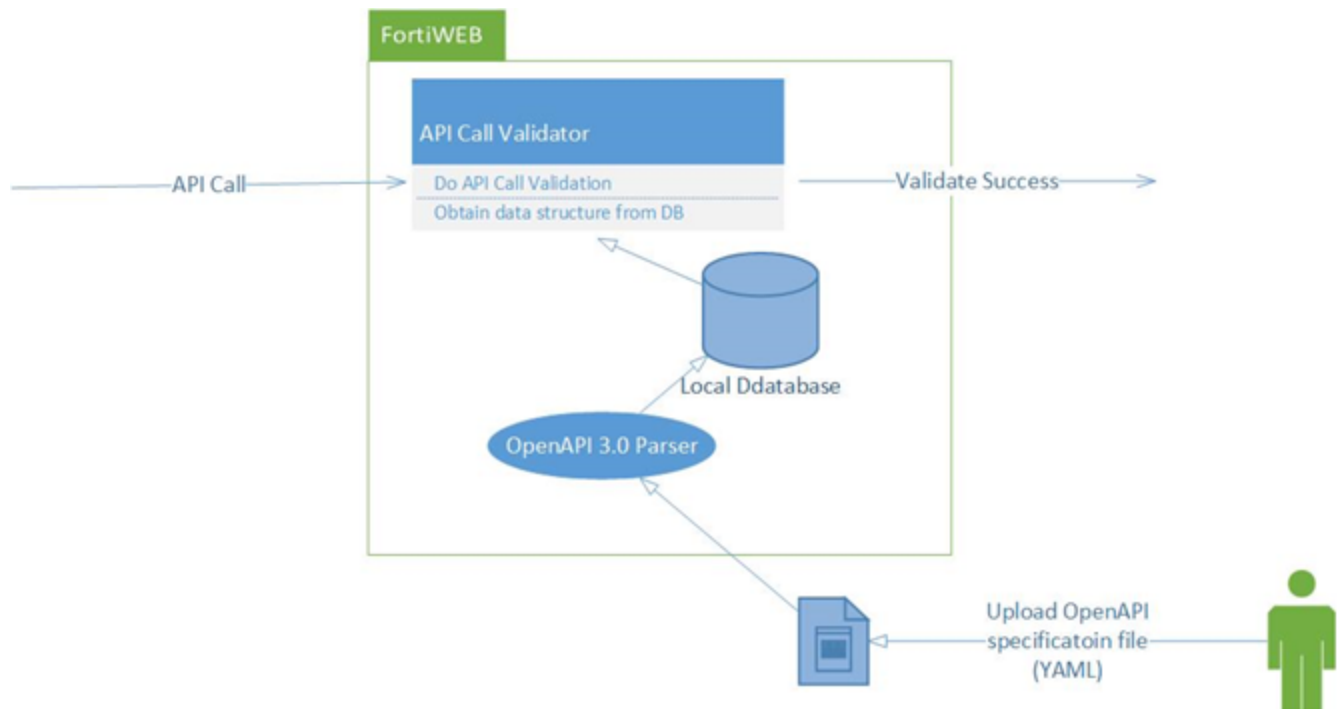 FortiWEB
API Call Validator
API Call
Do API Call Validation
Validate Success
Obtain data structure from DB
Local Ddatabase
OpenAPI 3.0 Parser
Upload OpenAPI
specificatoin file
(YAML)